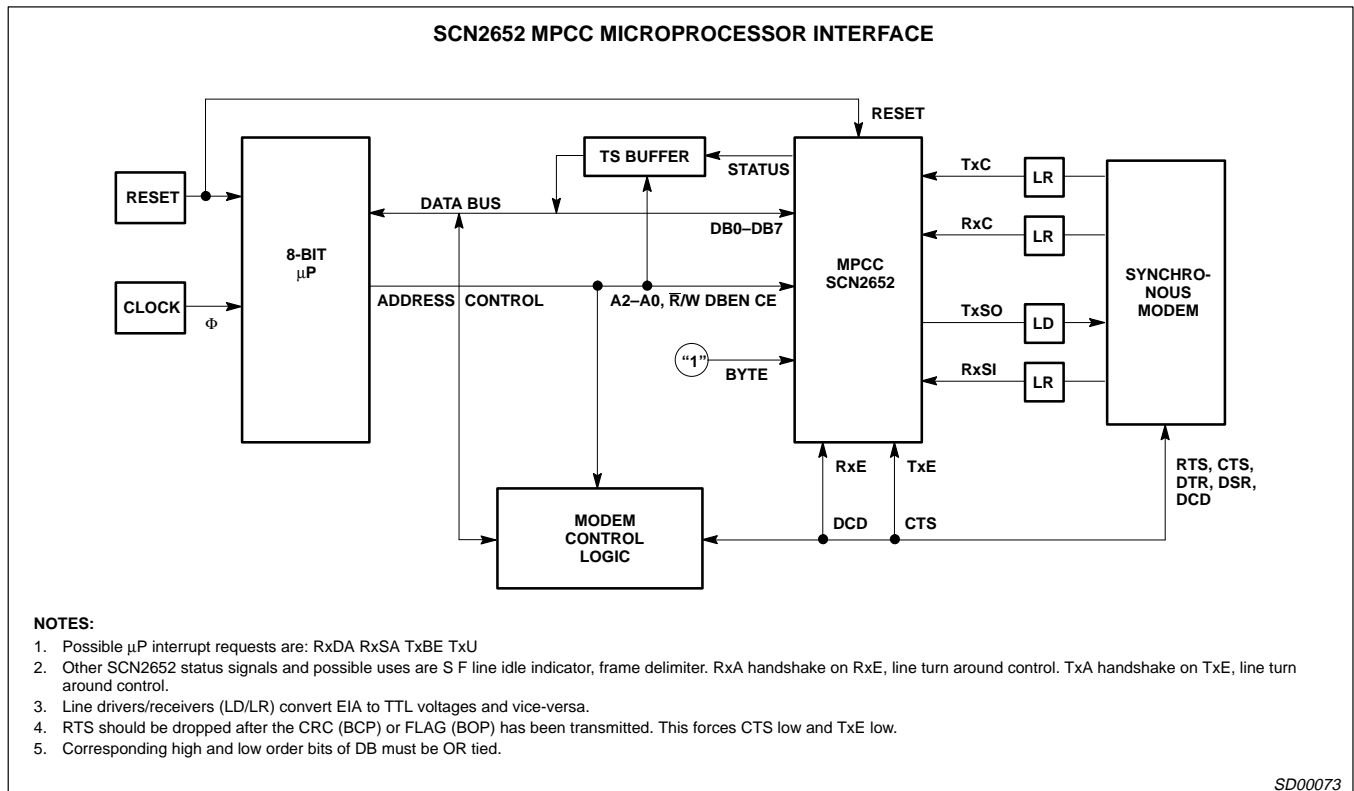 SCN2652 MPCC MICROPROCESSOR INTERFACE
RESET
TS BUFFER
STATUS
TxC
LR
RESET
DATA BUS
DB0–DB7
RxC
LR
8-BIT
μP
MPCC
SCN2652
SYNCHRO-
NOUS
MODEM
CLOCK
Φ
ADDRESS CONTROL
A2–A0, R̅/W DBEN CE
TxSO
LD
"1"
BYTE
RxSI
LR
RxE
TxE
RTS, CTS,
DTR, DSR,
DCD
MODEM
CONTROL
LOGIC
DCD
CTS
NOTES:
1. Possible μP interrupt requests are: RxDA RxSA TxBE TxU
2. Other SCN2652 status signals and possible uses are S F line idle indicator, frame delimiter. RxA handshake on RxE, line turn around control. TxA handshake on TxE, line turn
around control.
3. Line drivers/receivers (LD/LR) convert EIA to TTL voltages and vice-versa.
4. RTS should be dropped after the CRC (BCP) or FLAG (BOP) has been transmitted. This forces CTS low and TxE low.
5. Corresponding high and low order bits of DB must be OR tied.
SD00073